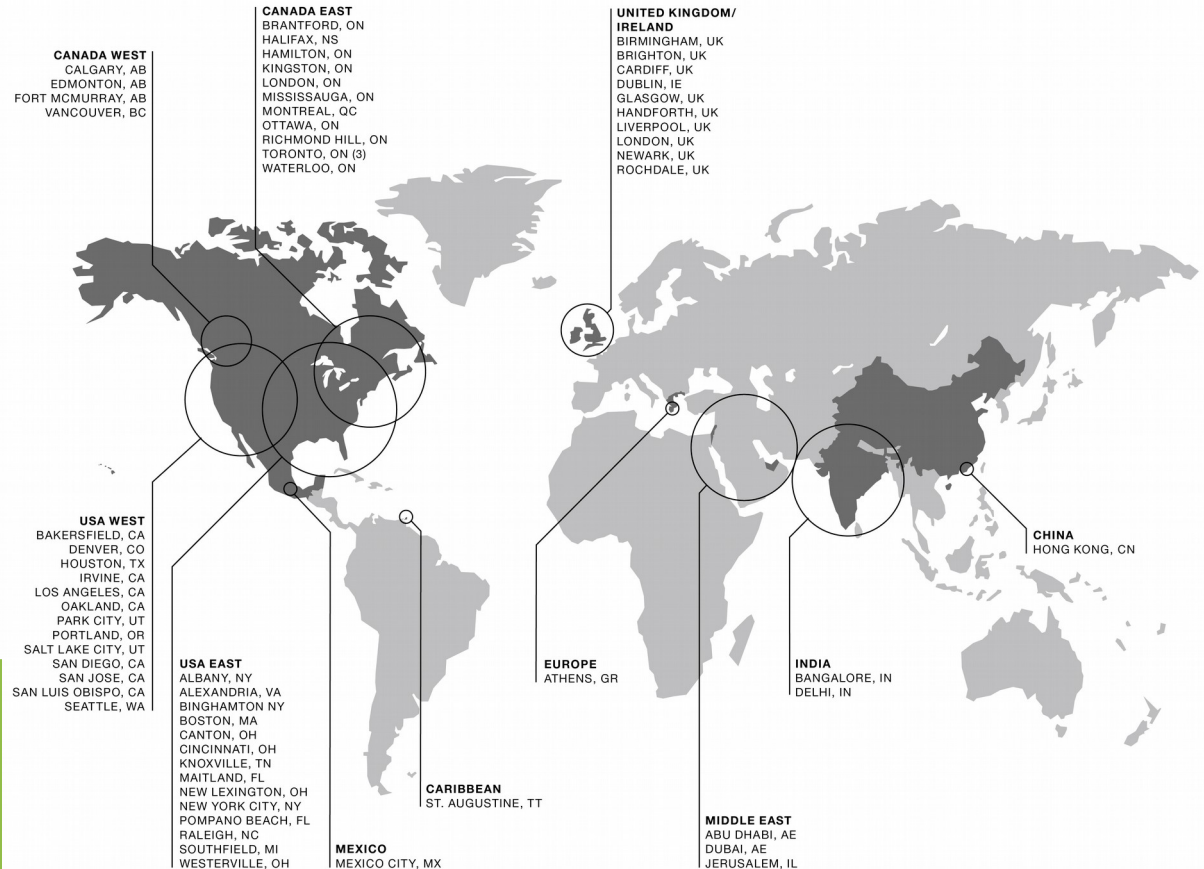 CANADA WEST
CALGARY, AB
EDMONTON, AB
FORT MCMURRAY, AB
VANCOUVER, BC
CANADA EAST
BRANTFORD, ON
HALIFAX, NS
HAMILTON, ON
KINGSTON, ON
LONDON, ON
MISSISSAUGA, ON
MONTREAL, QC
OTTAWA, ON
RICHMOND HILL, ON
TORONTO, ON (3)
WATERLOO, ON
UNITED KINGDOM/
IRELAND
BIRMINGHAM, UK
BRIGHTON, UK
CARDIFF, UK
DUBLIN, IE
GLASGOW, UK
HANDFORTH, UK
LIVERPOOL, UK
LONDON, UK
NEWARK, UK
ROCHDALE, UK
USA WEST
BAKERSFIELD, CA
DENVER, CO
HOUSTON, TX
IRVINE, CA
LOS ANGELES, CA
OAKLAND, CA
PARK CITY, UT
PORTLAND, OR
SALT LAKE CITY, UT
SAN DIEGO, CA
SAN JOSE, CA
SAN LUIS OBISPO, CA
SEATTLE, WA
USA EAST
ALBANY, NY
ALEXANDRIA, VA
BINGHAMTON NY
BOSTON, MA
CANTON, OH
CINCINNATI, OH
KNOXVILLE, TN
MAITLAND, FL
NEW LEXINGTON, OH
NEW YORK CITY, NY
POMPANO BEACH, FL
RALEIGH, NC
SOUTHFIELD, MI
WESTERVILLE, OH
MEXICO
MEXICO CITY, MX
CARIBBEAN
ST. AUGUSTINE, TT
EUROPE
ATHENS, GR
MIDDLE EAST
ABU DHABI, AE
DUBAI, AE
JERUSALEM, IL
INDIA
BANGALORE, IN
DELHI, IN
CHINA
HONG KONG, CN